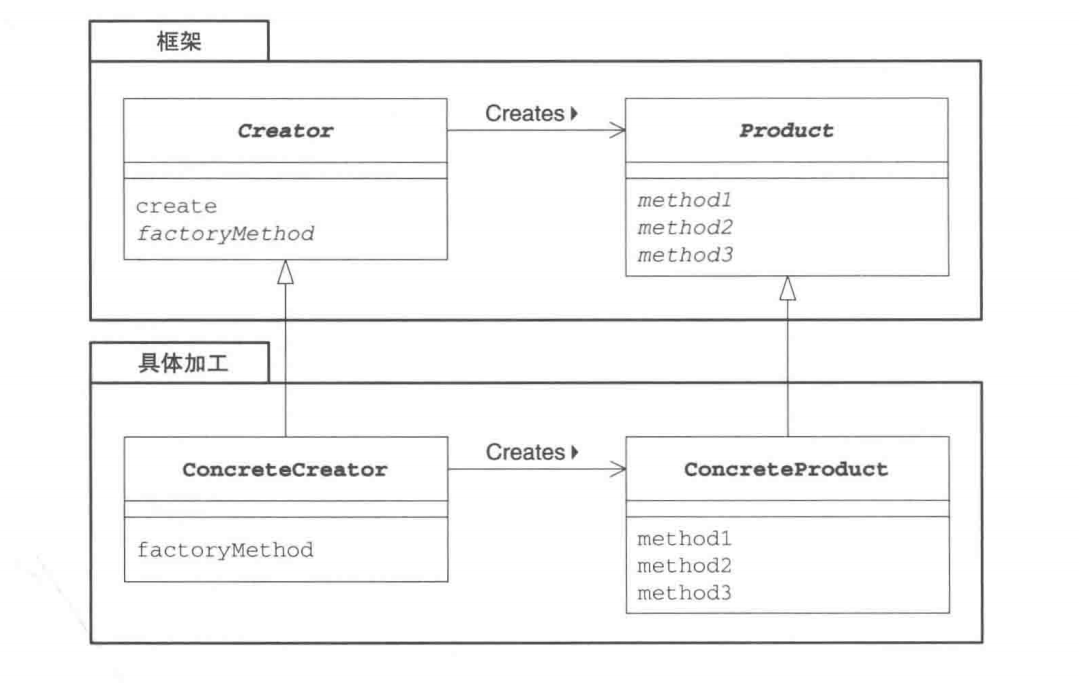 框架
Creator
Creates
Product
create
factoryMethod
method1
method2
method3
具体加工
ConcreteCreator
Creates
ConcreteProduct
factoryMethod
method1
method2
method3